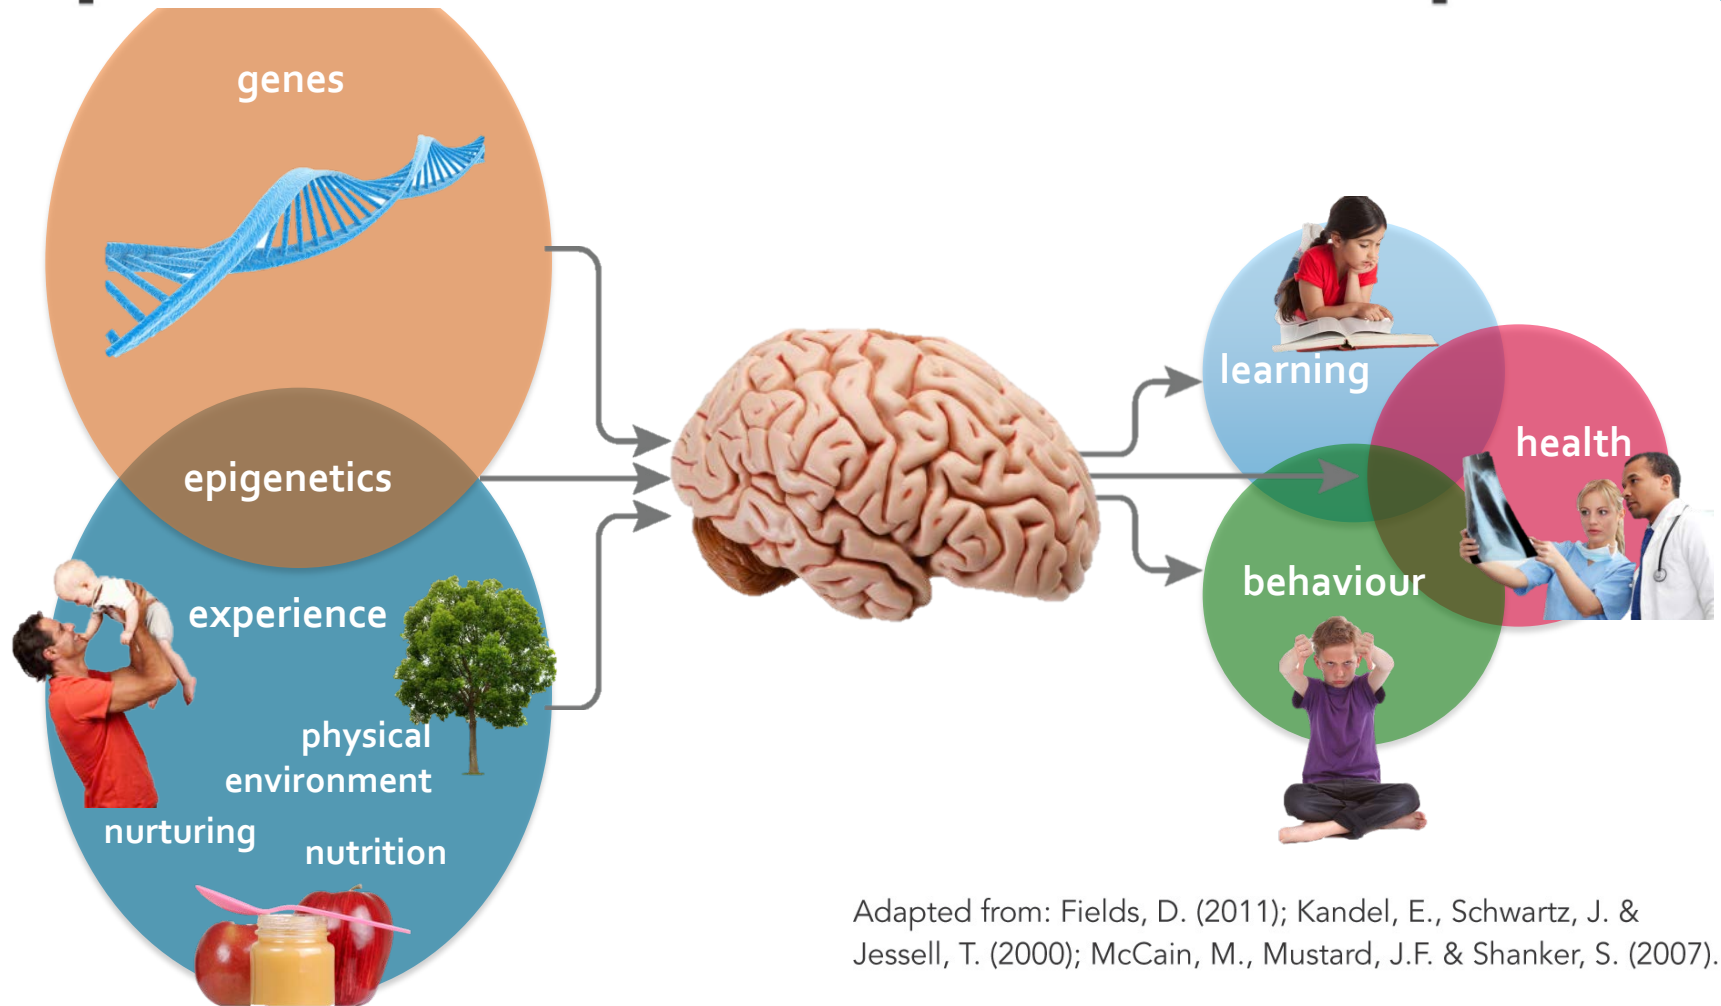 genes
epigenetics
experience
physical
environment
nurturing
nutrition
learning
health
behaviour
Adapted from: Fields, D. (2011); Kandel, E., Schwartz, J. &
Jessell, T. (2000); McCain, M., Mustard, J.F. & Shanker, S. (2007).